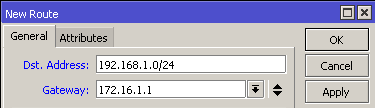 New Route
General Attributes
OK
Dst. Address: 192.168.1.0/24
Cancel
Gateway: 172.16.1.1
Apply